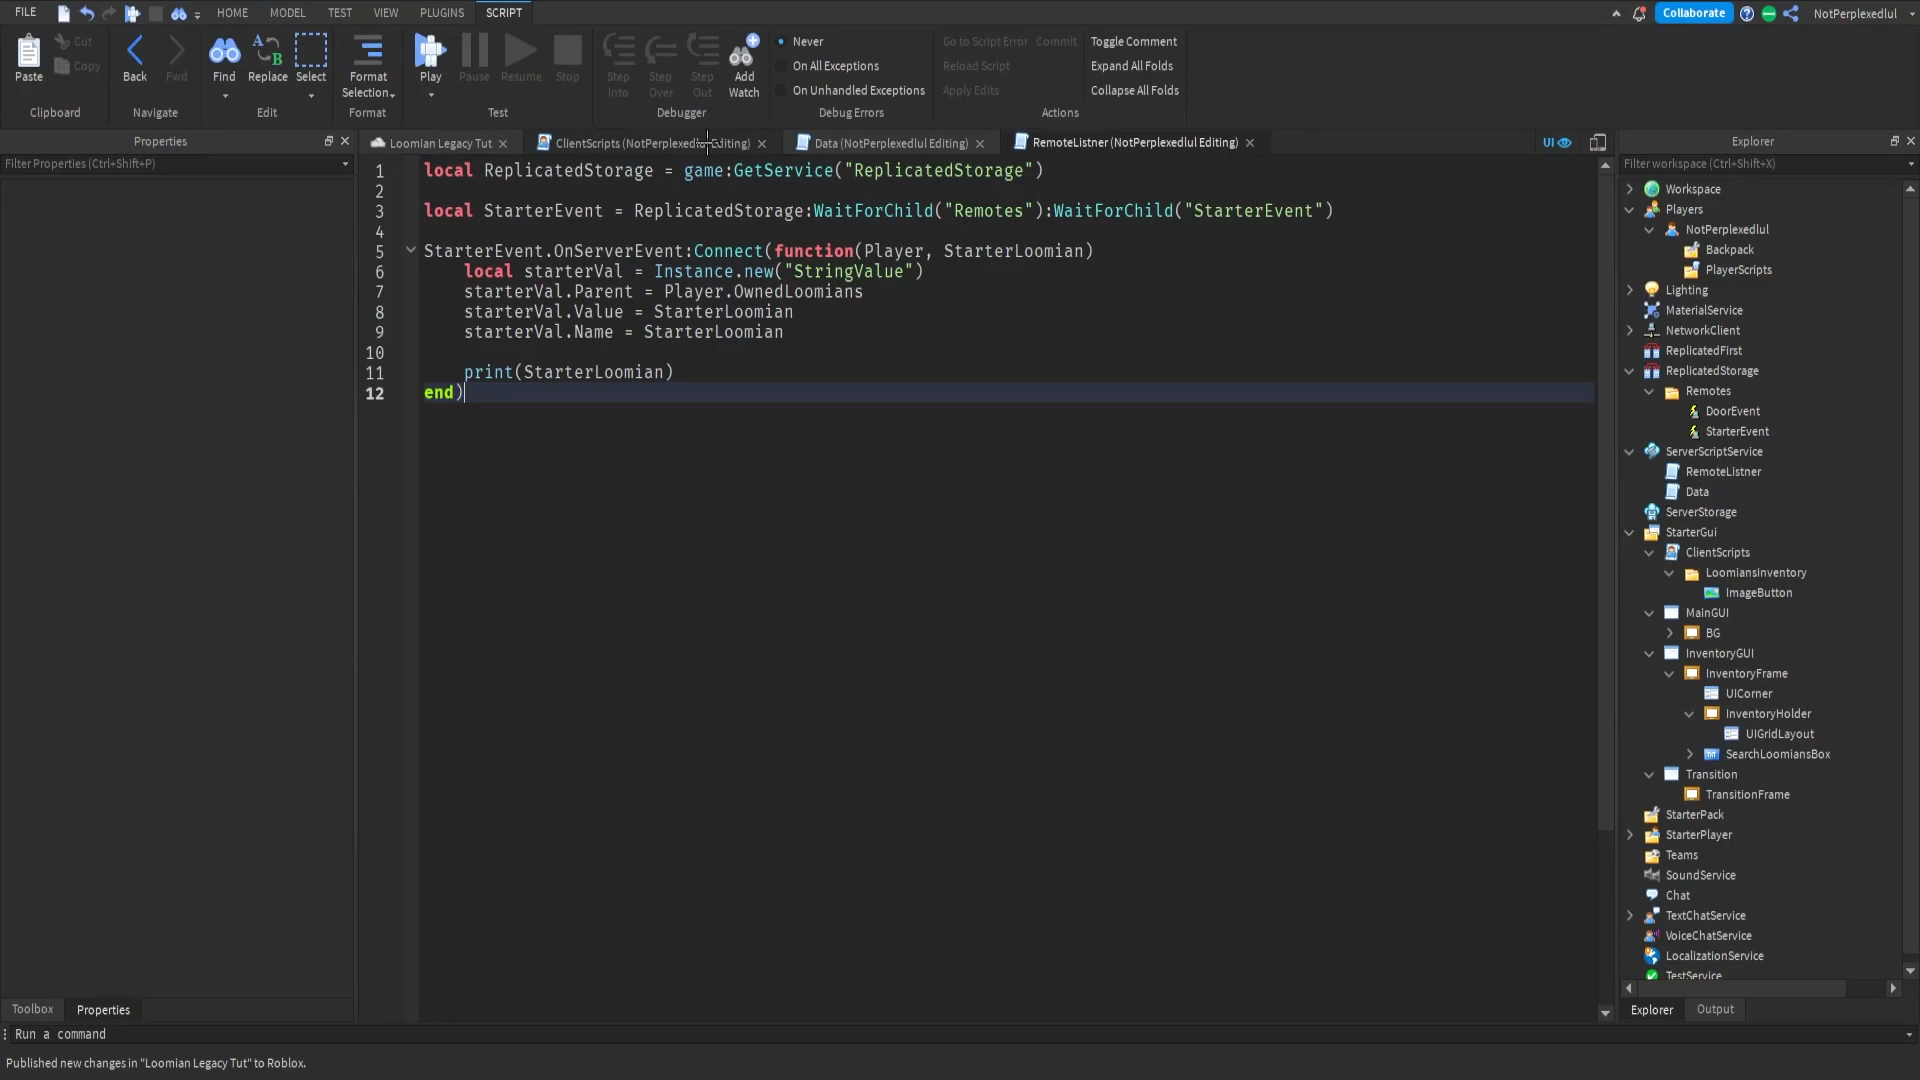 FILE
HOME
MODEL
TEST
VIEW
PLUGINS
SCRIPT
Collaborate
NotPerplexedlul
Paste
Cut
Copy
Clipboard
Back
Fwd
Navigate
Find
Replace
Select
Edit
Format
Selection
Format
Play
Pause
Resume
Stop
Test
Step
Into
Step
Over
Step
Out
Add
Watch
Debugger
Never
On All Exceptions
On Unhandled Exceptions
Debug Errors
Go to Script Error
Commit
Reload Script
Apply Edits
Toggle Comment
Expand All Folds
Collapse All Folds
Actions
Properties
Filter Properties (Ctrl+Shift+P)
Loomian Legacy Tut
ClientScripts (NotPerplexedlul Editing)
Data (NotPerplexedlul Editing)
RemoteListner (NotPerplexedlul Editing)
UI
1 local ReplicatedStorage = game:GetService("ReplicatedStorage")
2
3 local StarterEvent = ReplicatedStorage:WaitForChild("Remotes"):WaitForChild("StarterEvent")
4
5 StarterEvent.OnServerEvent:Connect(function(Player, StarterLoomian)
6 local starterVal = Instance.new("StringValue")
7 starterVal.Parent = Player.OwnedLoomians
8 starterVal.Value = StarterLoomian
9 starterVal.Name = StarterLoomian
10
11 print(StarterLoomian)
12 end)
Explorer
Filter workspace (Ctrl+Shift+X)
Workspace
Players
NotPerplexedlul
Backpack
PlayerScripts
Lighting
MaterialService
NetworkClient
ReplicatedFirst
ReplicatedStorage
Remotes
DoorEvent
StarterEvent
ServerScriptService
RemoteListner
Data
ServerStorage
StarterGui
ClientScripts
LoomiansInventory
ImageButton
MainGUI
BG
InventoryGUI
InventoryFrame
UICorner
InventoryHolder
UIGridLayout
SearchLoomiansBox
Transition
TransitionFrame
StarterPack
StarterPlayer
Teams
SoundService
Chat
TextChatService
VoiceChatService
LocalizationService
TestService
Toolbox
Properties
Explorer
Output
Run a command
Published new changes in "Loomian Legacy Tut" to Roblox.